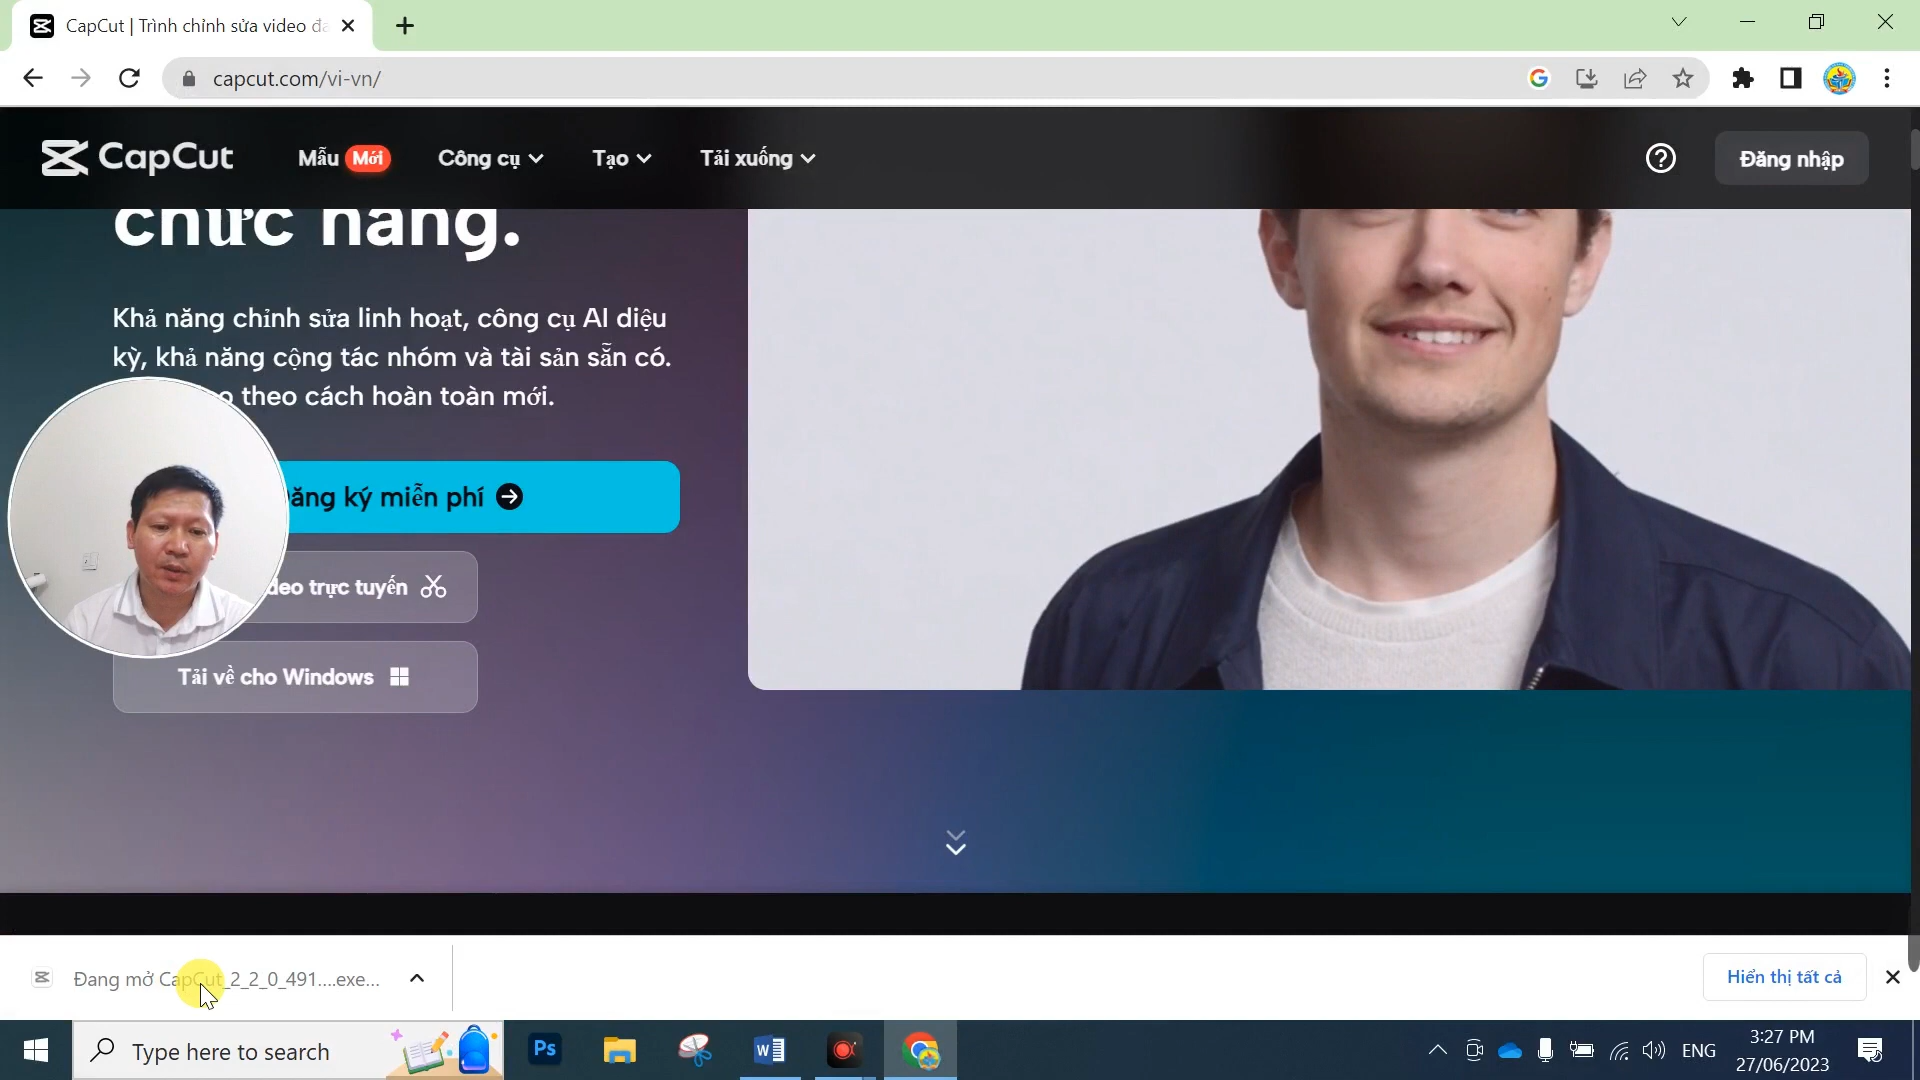 CapCut | Trình chỉnh sửa video đa
capcut.com/vi-vn/
CapCut
Mẫu Mới
Công cụ
Tạo
Tải xuống
Đăng nhập
chức năng.
Khả năng chỉnh sửa linh hoạt, công cụ AI diệu
kỳ, khả năng cộng tác nhóm và tài sản sẵn có.
theo cách hoàn toàn mới.
ăng ký miễn phí
deo trực tuyến
Tải về cho Windows
Đang mở CapCut_2_2_0_491....exe...
Hiển thị tất cả
Type here to search
Ps
W
ENG
3:27 PM
27/06/2023